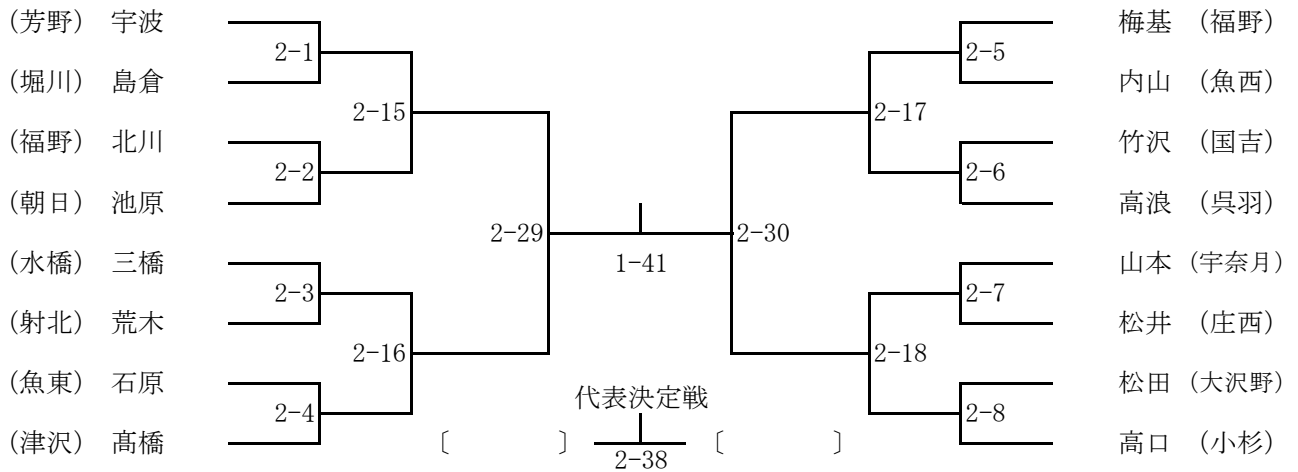 (芳野) 宇波 梅基 (福野)
2-1 2-5
(堀川) 島倉 内山 (魚西)
2-15 2-17
(福野) 北川 竹沢 (国吉)
2-2 2-6
(朝日) 池原 高浪 (呉羽)
2-29 2-30
(水橋) 三橋 1-41 山本 (宇奈月)
2-3 2-7
(射北) 荒木 松井 (庄西)
2-16 2-18
(魚東) 石原 代表決定戦 松田 (大沢野)
2-4 2-8
(津沢) 髙橋 〔 〕 〔 〕 高口 (小杉)
2-38